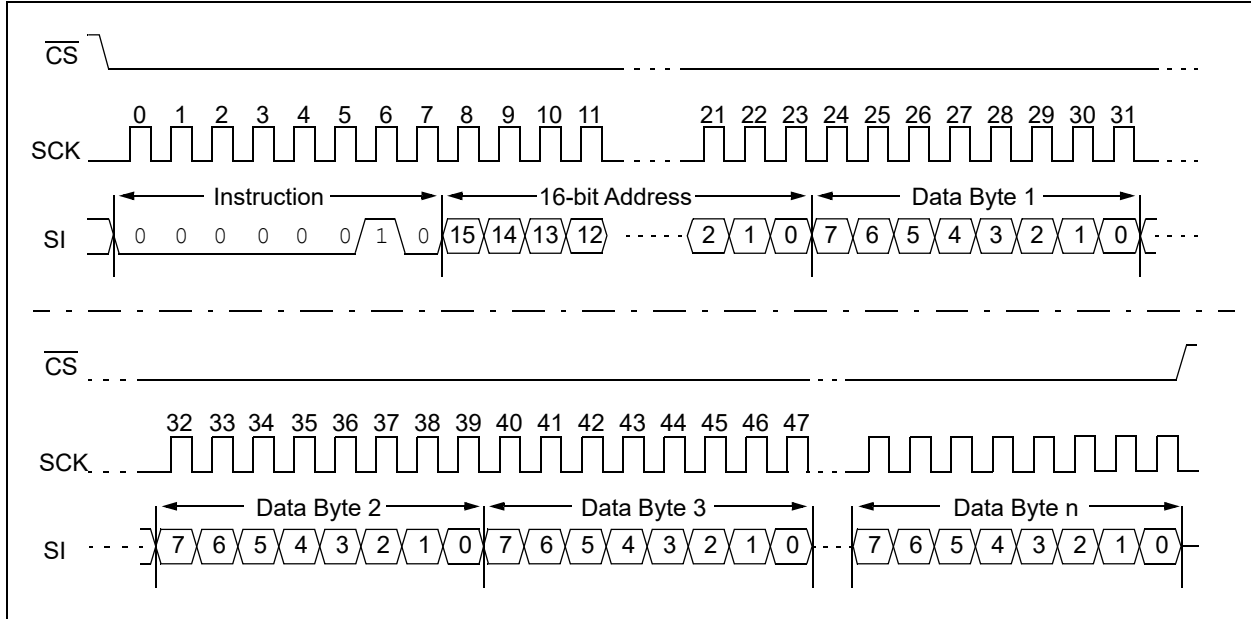 CS
0 1 2 3 4 5 6 7 8 9 10 11 21 22 23 24 25 26 27 28 29 30 31
SCK
Instruction 16-bit Address Data Byte 1
SI 0 0 0 0 0 0 1 0 15 14 13 12 2 1 0 7 6 5 4 3 2 1 0
CS
32 33 34 35 36 37 38 39 40 41 42 43 44 45 46 47
SCK
Data Byte 2 Data Byte 3 Data Byte n
SI 7 6 5 4 3 2 1 0 7 6 5 4 3 2 1 0 7 6 5 4 3 2 1 0